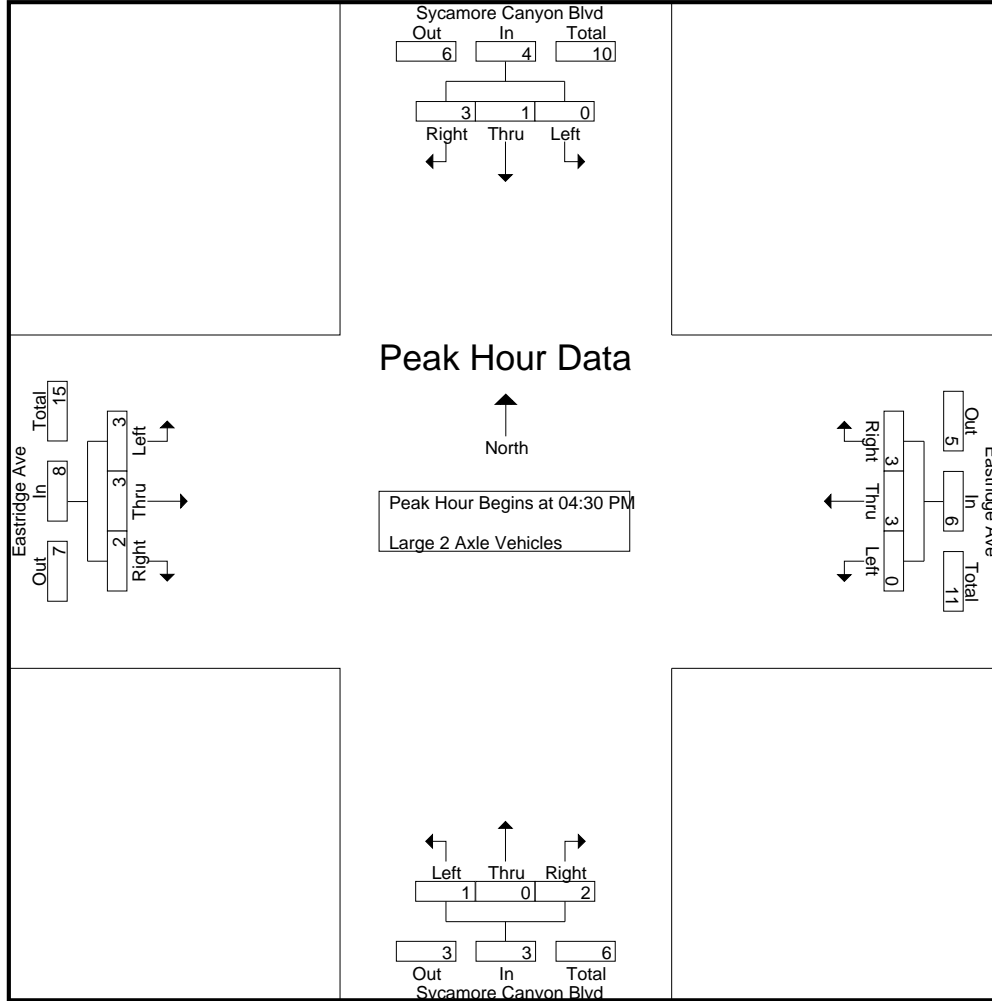 Sycamore Canyon Blvd
Out In Total
6 4 10
3 1 0
Right Thru Left
Peak Hour Data
North
Peak Hour Begins at 04:30 PM
Large 2 Axle Vehicles
Eastridge Ave
Total In Out
15 8 7
3 3 2
Left Thru Right
Right Thru Left
3 3 0
5 6 11
Out In Total
Eastridge Ave
Left Thru Right
1 0 2
3 3 6
Out In Total
Sycamore Canyon Blvd